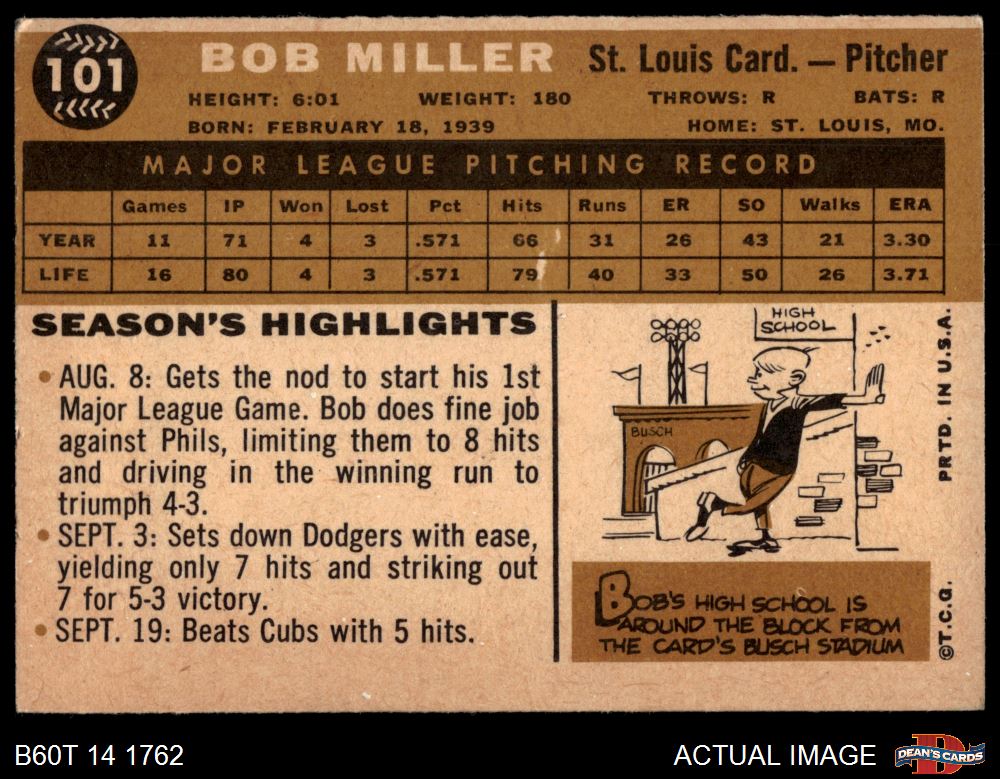 101
BOB MILLER St. Louis Card. — Pitcher
HEIGHT: 6:01 WEIGHT: 180 THROWS: R BATS: R
BORN: FEBRUARY 18, 1939 HOME: ST. LOUIS, MO.
MAJOR LEAGUE PITCHING RECORD
Games IP Won Lost Pct Hits Runs ER SO Walks ERA
YEAR 11 71 4 3 .571 66 31 26 43 21 3.30
LIFE 16 80 4 3 .571 79 40 33 50 26 3.71
SEASON'S HIGHLIGHTS
• AUG. 8: Gets the nod to start his 1st
Major League Game. Bob does fine job
against Phils, limiting them to 8 hits
and driving in the winning run to
triumph 4-3.
• SEPT. 3: Sets down Dodgers with ease,
yielding only 7 hits and striking out
7 for 5-3 victory.
• SEPT. 19: Beats Cubs with 5 hits.
HIGH
SCHOOL
BUSCH
BOB'S HIGH SCHOOL IS
AROUND THE BLOCK FROM
THE CARD'S BUSCH STADIUM
©T.C.G. PRTD. IN U.S.A.
B60T 14 1762 ACTUAL IMAGE
DEAN'S CARDS